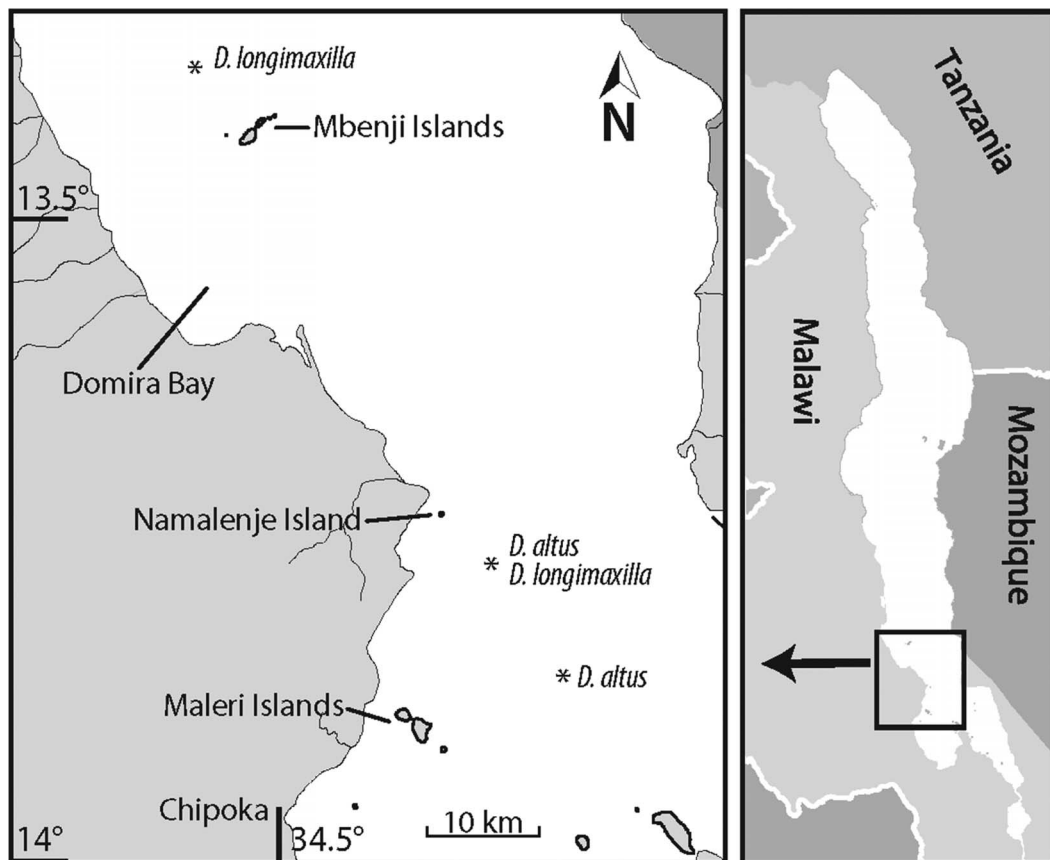 * D. longimaxilla
N
Mbenji Islands
13.5°
Domira Bay
Namalenje Island
* D. altus
D. longimaxilla
* D. altus
Maleri Islands
Chipoka
14°
34.5°
10 km
Tanzania
Malawi
Mozambique